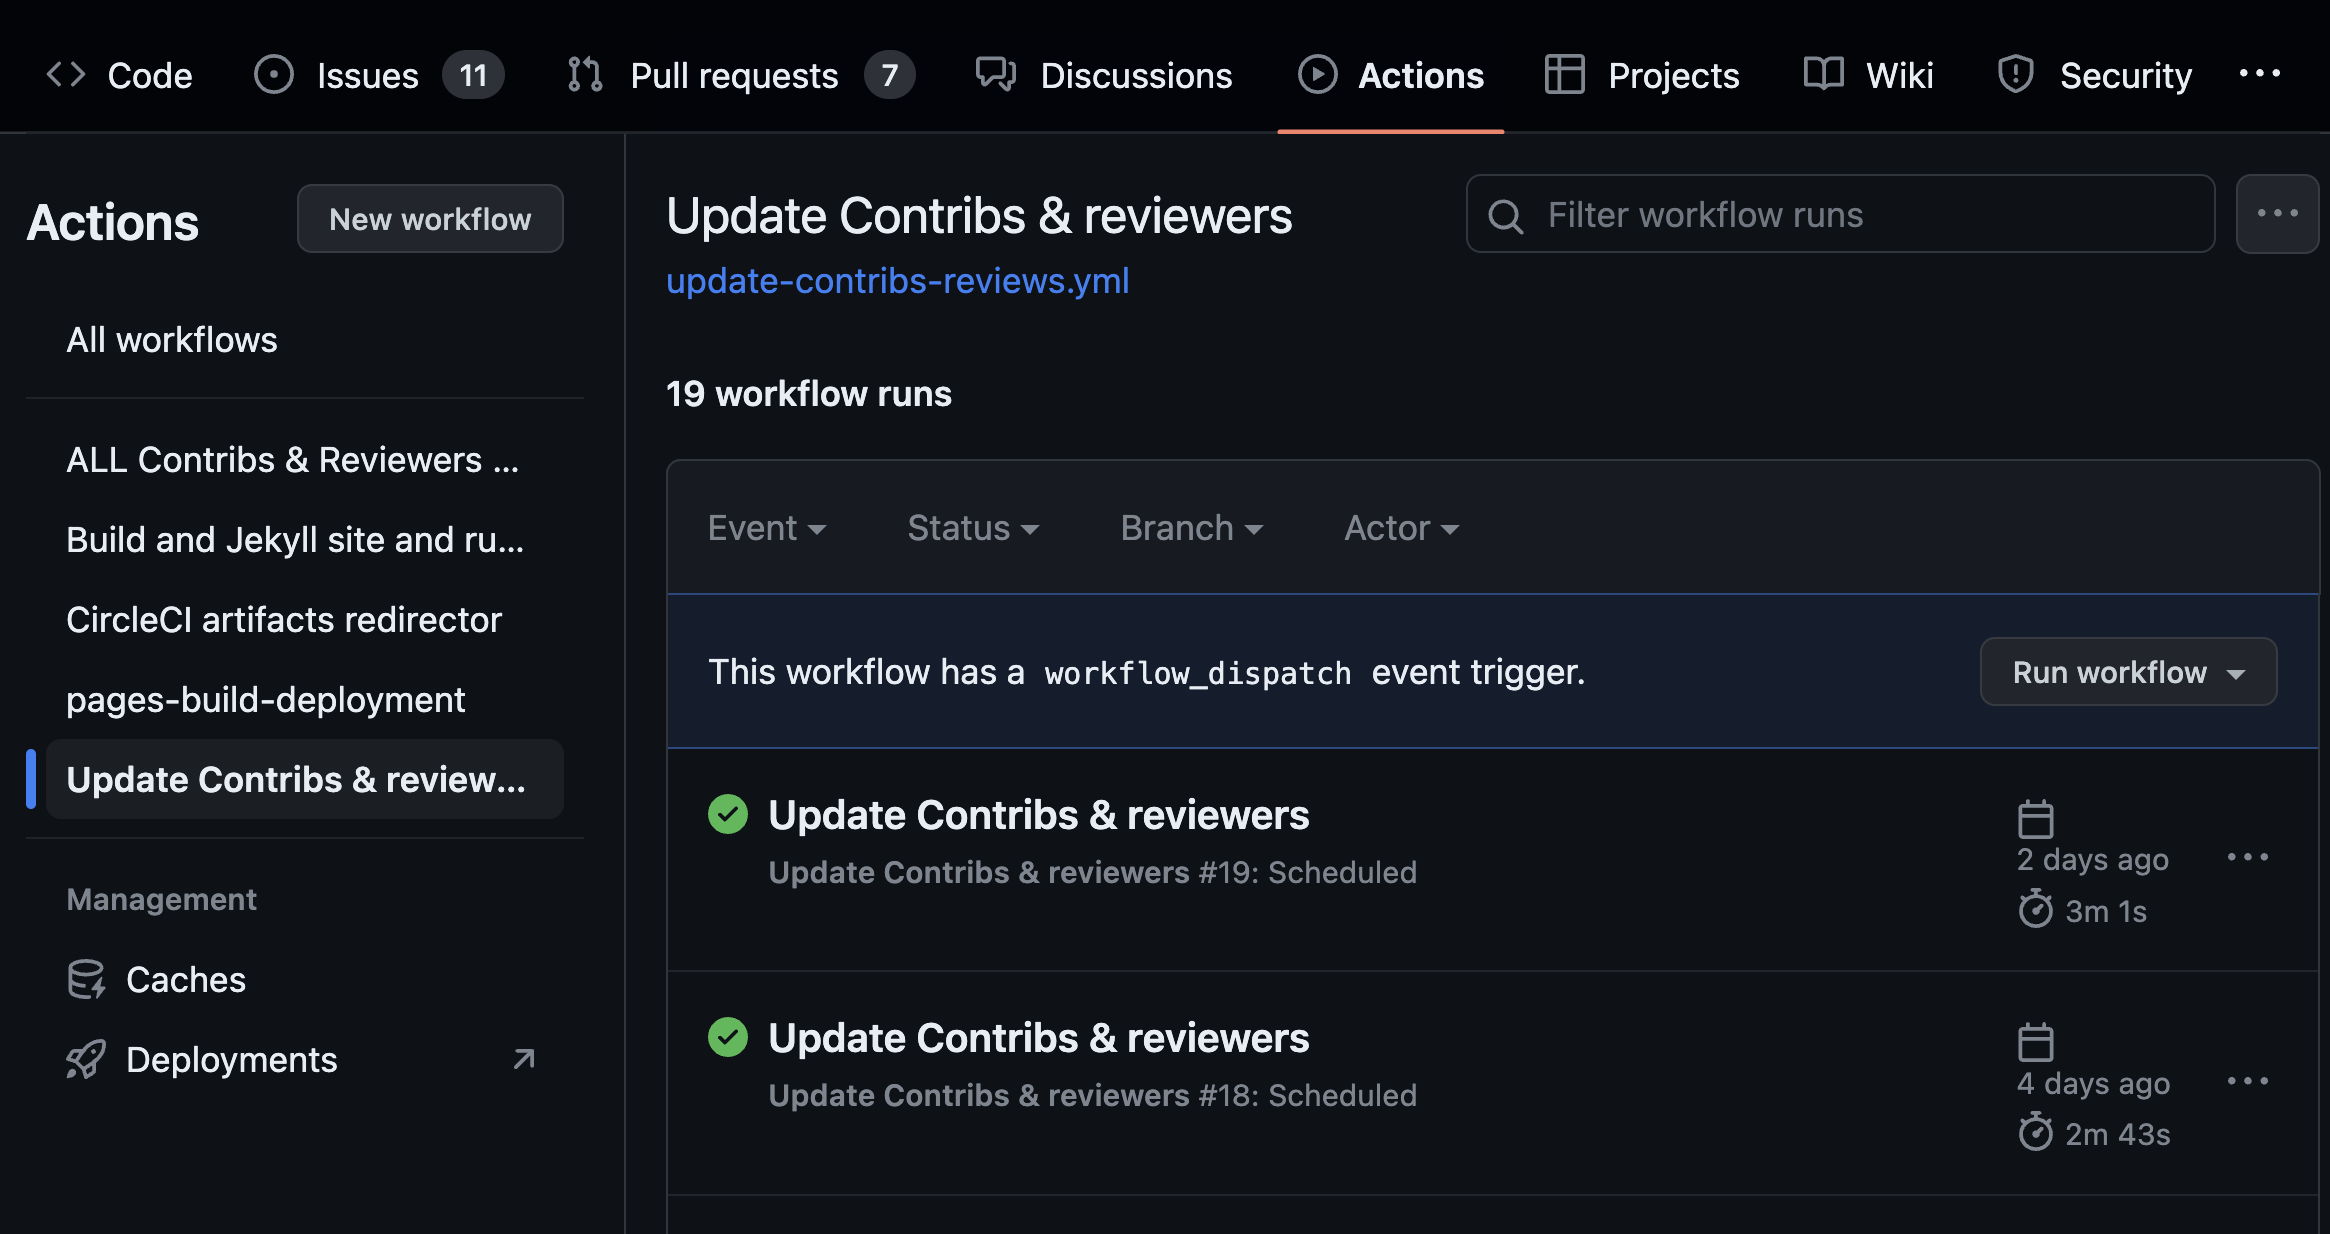 Code Issues 11 Pull requests 7 Discussions Actions Projects Wiki Security ...
Actions
New workflow
All workflows
ALL Contribs & Reviewers ...
Build and Jekyll site and ru...
CircleCI artifacts redirector
pages-build-deployment
Update Contribs & review...
Management
Caches
Deployments
Update Contribs & reviewers
update-contribs-reviews.yml
Filter workflow runs
...
19 workflow runs
Event Status Branch Actor
This workflow has a workflow_dispatch event trigger.
Run workflow
Update Contribs & reviewers
Update Contribs & reviewers #19: Scheduled
2 days ago
3m 1s
...
Update Contribs & reviewers
Update Contribs & reviewers #18: Scheduled
4 days ago
2m 43s
...